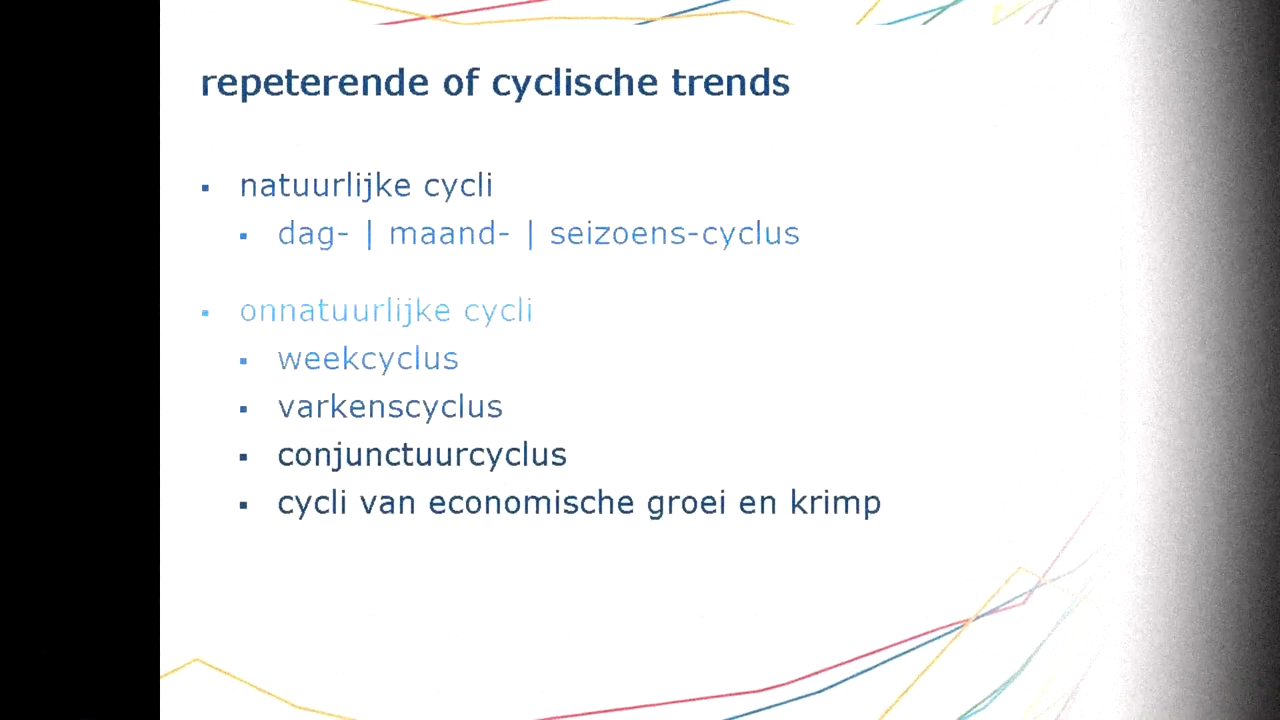 repeterende of cyclische trends
▪ natuurlijke cycli
▪ dag- | maand- | seizoens-cyclus
▪ onnatuurlijke cycli
▪ weekcyclus
▪ varkenscyclus
▪ conjunctuurcyclus
▪ cycli van economische groei en krimp